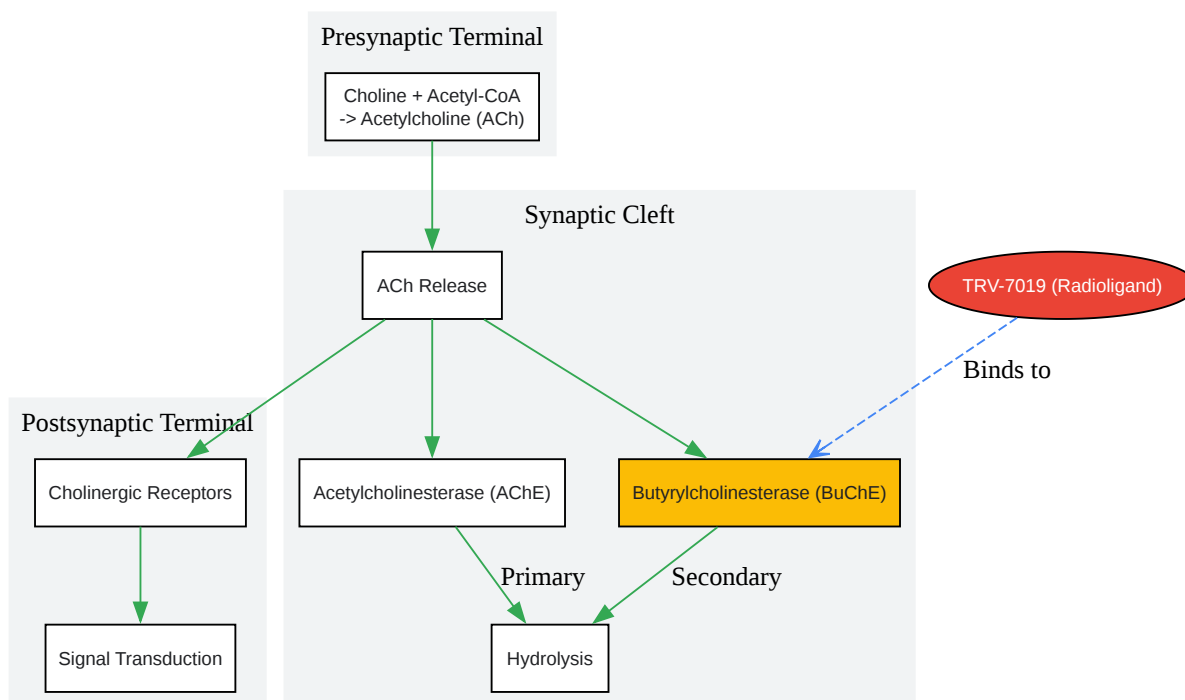 Presynaptic Terminal
Choline + Acetyl-CoA
-> Acetylcholine (ACh)
Synaptic Cleft
ACh Release
TRV-7019 (Radioligand)
Binds to
Postsynaptic Terminal
Cholinergic Receptors
Acetylcholinesterase (AChE)
Butyrylcholinesterase (BuChE)
Primary
Secondary
Signal Transduction
Hydrolysis